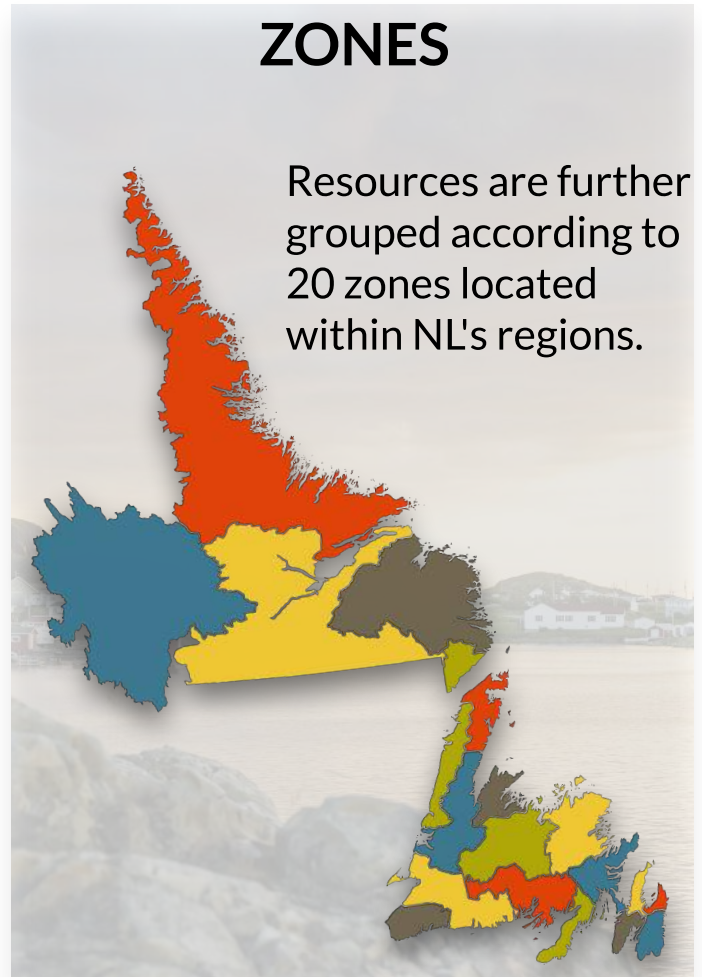 ZONES
Resources are further
grouped according to
20 zones located
within NL's regions.